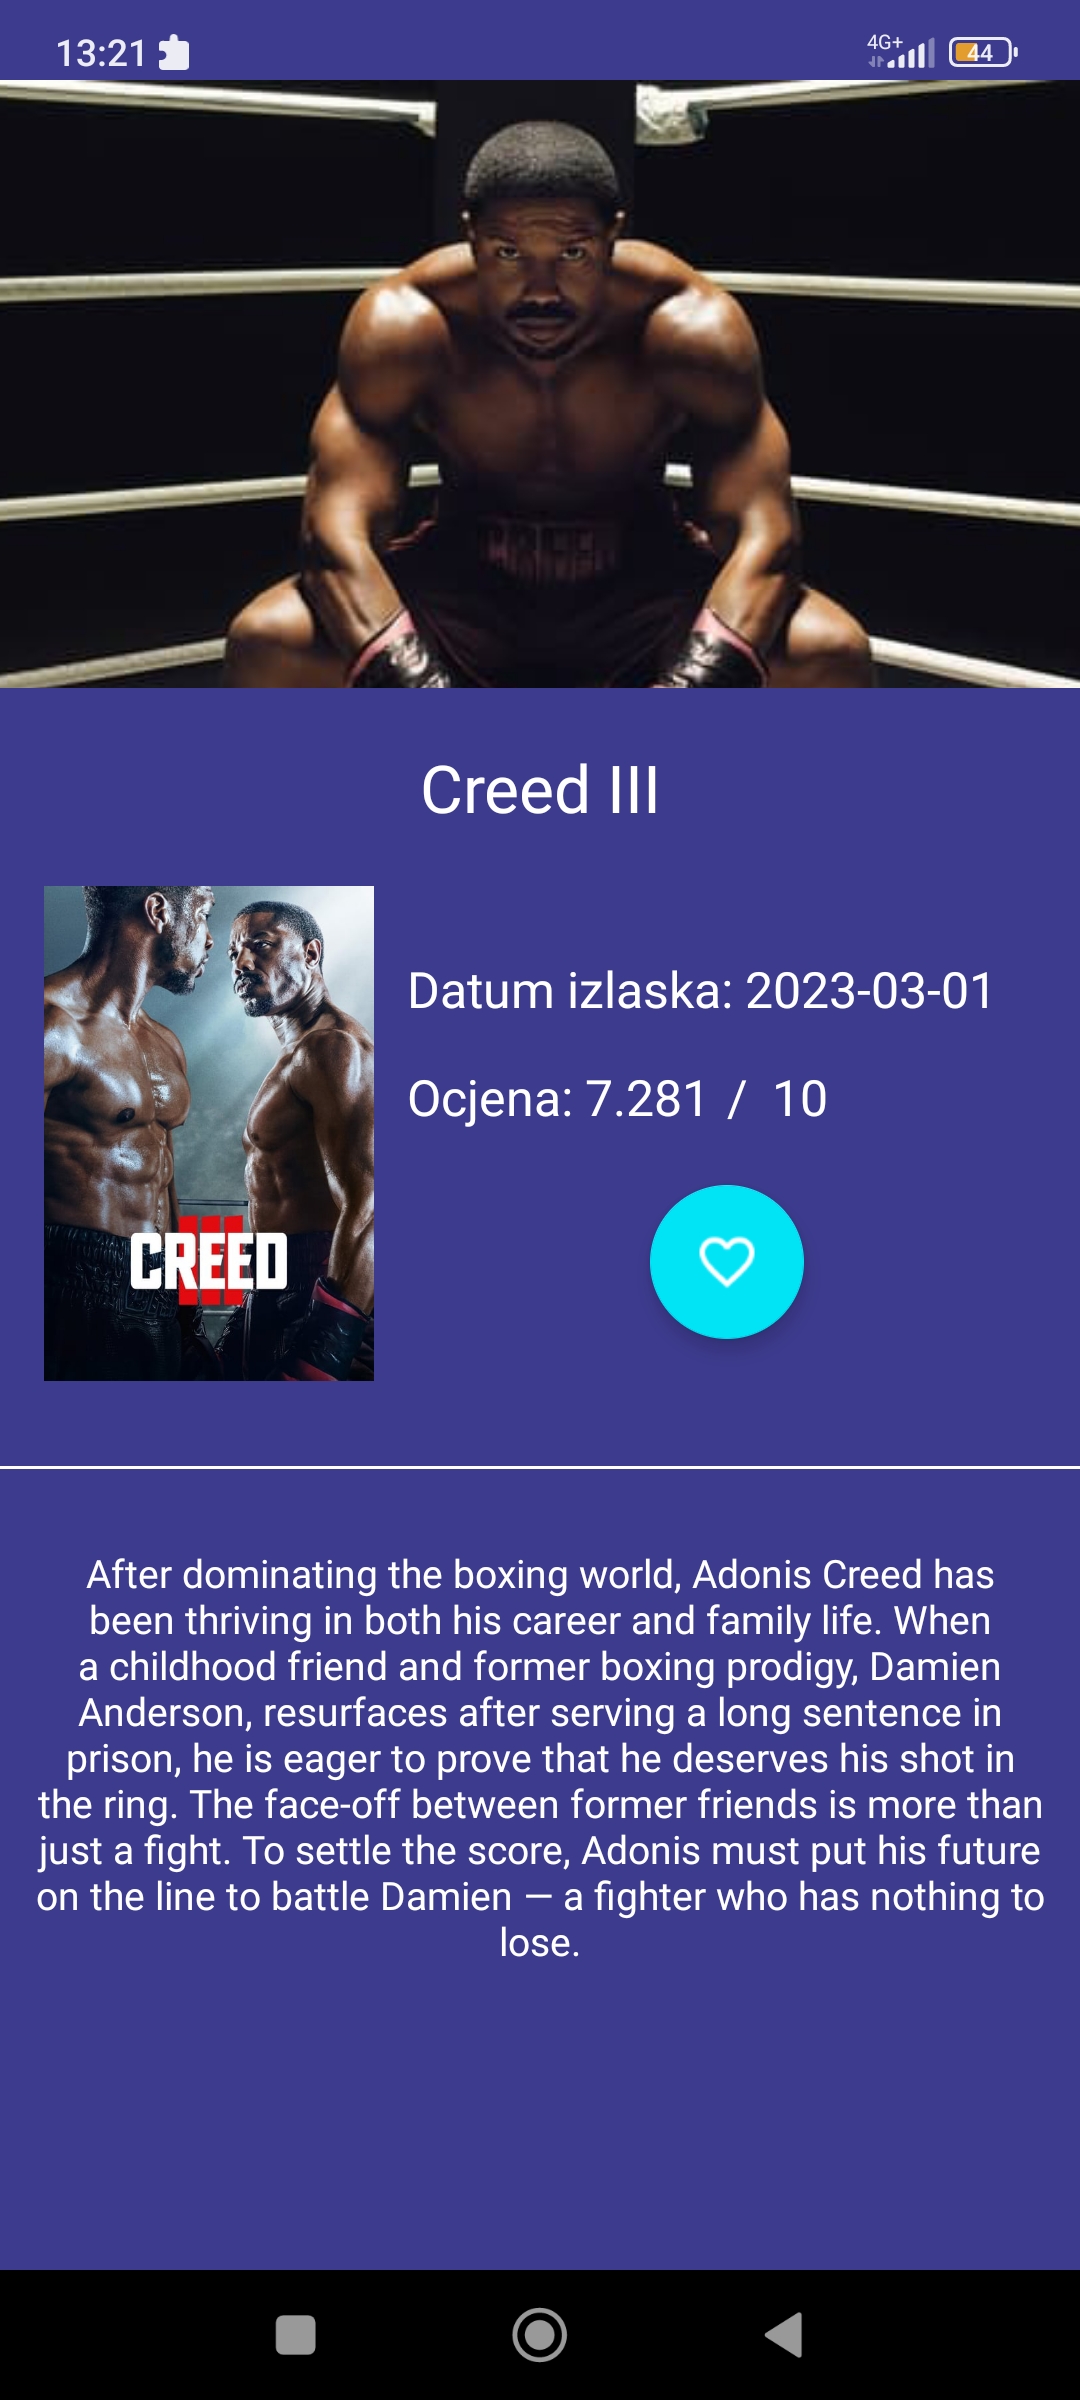 13:21
4G+
44
CREED
Creed III
Datum izlaska: 2023-03-01
Ocjena: 7.281 / 10
III
CREED
After dominating the boxing world, Adonis Creed has
been thriving in both his career and family life. When
a childhood friend and former boxing prodigy, Damien
Anderson, resurfaces after serving a long sentence in
prison, he is eager to prove that he deserves his shot in
the ring. The face-off between former friends is more than
just a fight. To settle the score, Adonis must put his future
on the line to battle Damien — a fighter who has nothing to
lose.